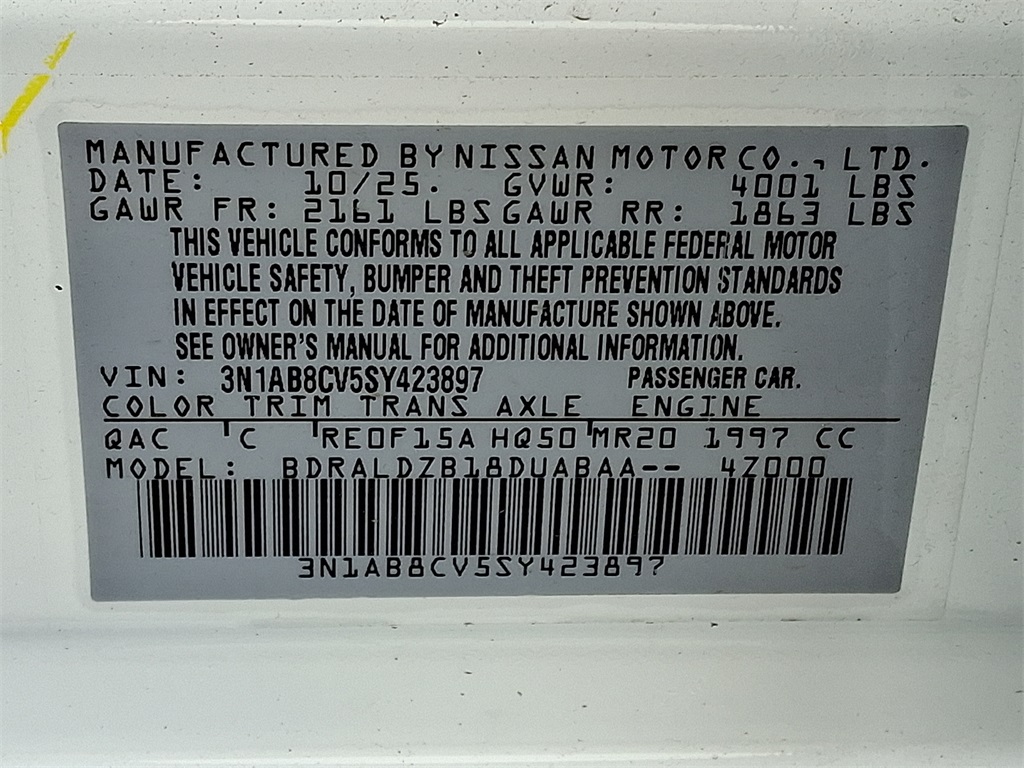 MANUFACTURED BY NISSAN MOTOR CO., LTD.
DATE: 10/25. GVWR: 4001 LBS
GAWR FR: 2161 LBS GAWR RR: 1863 LBS
THIS VEHICLE CONFORMS TO ALL APPLICABLE FEDERAL MOTOR
VEHICLE SAFETY, BUMPER AND THEFT PREVENTION STANDARDS
IN EFFECT ON THE DATE OF MANUFACTURE SHOWN ABOVE.
SEE OWNER'S MANUAL FOR ADDITIONAL INFORMATION.
VIN: 3N1AB8CV5SY423897 PASSENGER CAR.
COLOR TRIM TRANS AXLE ENGINE
QAC C RE0F15A HQ50 MR20 1997 CC
MODEL: BDRALDZB18DUABAA-- 4Z000
3N1AB8CV5SY423897